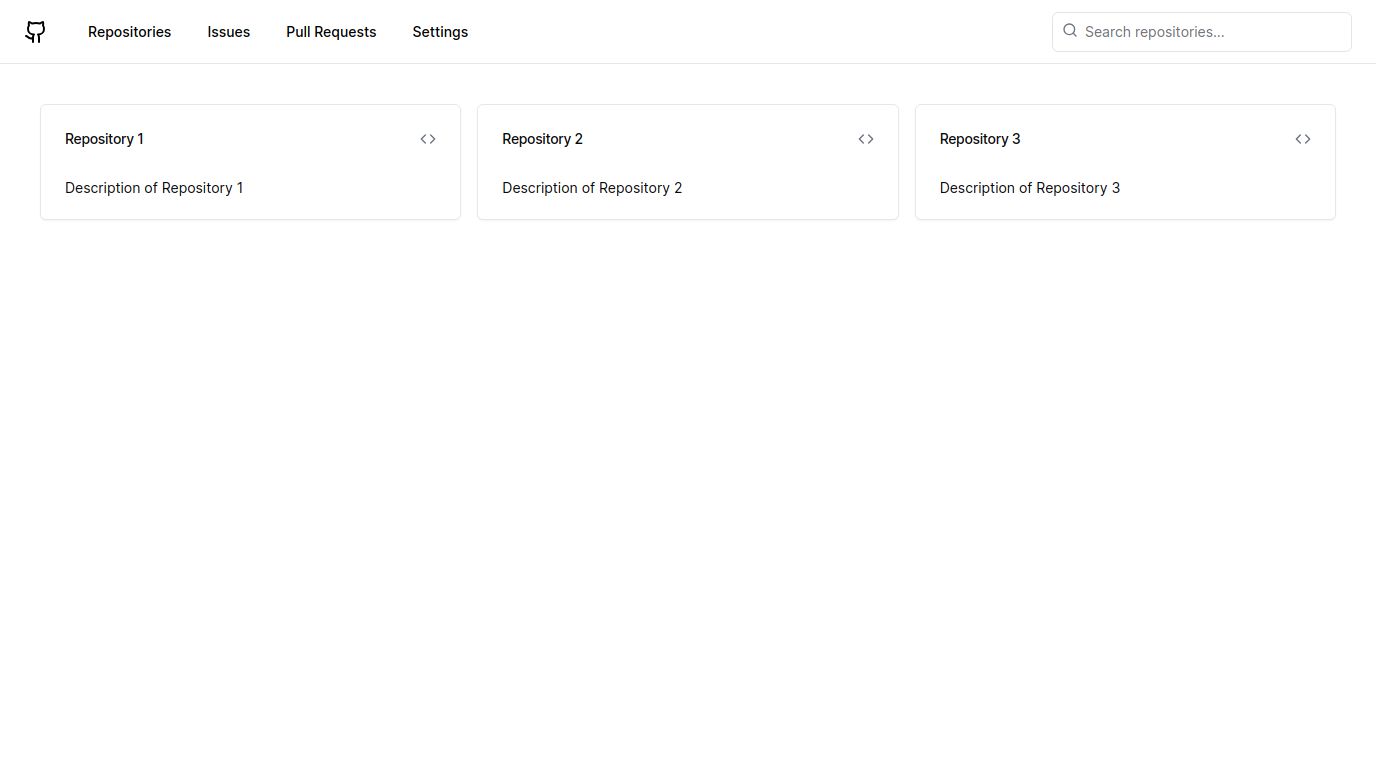 Repositories Issues Pull Requests Settings Search repositories...
Repository 1
Description of Repository 1
Repository 2
Description of Repository 2
Repository 3
Description of Repository 3